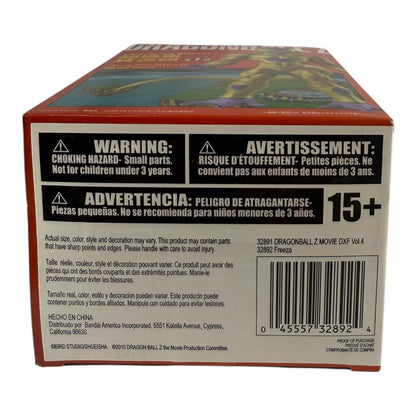 DRAGONBALL Z
WARNING:
CHOKING HAZARD- Small parts.
Not for children under 3 years.
AVERTISSEMENT:
RISQUE D'ÉTOUFFEMENT- Petites pièces. Ne
convient pas aux enfants de moins de 3 ans.
ADVERTENCIA: PELIGRO DE ATRAGANTARSE-
Piezas pequeñas. No se recomienda para niños menores de 3 años.
15+
Actual size, color, style and decoration may vary. This product may contain parts
that have sharp points and edges. Please handle with care to avoid injury.
Taille réelle, couleur, style et décoration pouvant varier. Ce produit peut avoir des
pièces qui ont des bords coupants et des extrémités pointues. Manie-le
prudemment pour éviter les blessures.
Tamaño real, color, estilo y decoración pueden variar. Este producto puede
contener puntos y bordes afilados. Manipule con cuidado para evitar lesiones.
HECHO EN CHINA
Distribuido por Bandai America Incorporated, 5551 Katella Avenue, Cypress,
California 90630.
©BIRD STUDIO/SHUEISHA ©2015 DRAGON BALL Z the Movie Production Committee
32891 DRAGONBALL Z MOVIE DXF Vol.4
32892 Freeza
0 45557 32892 4
PROOF OF PURCHASE
PREUVE D'ACHAT
COMPROBANTE DE COMPRA